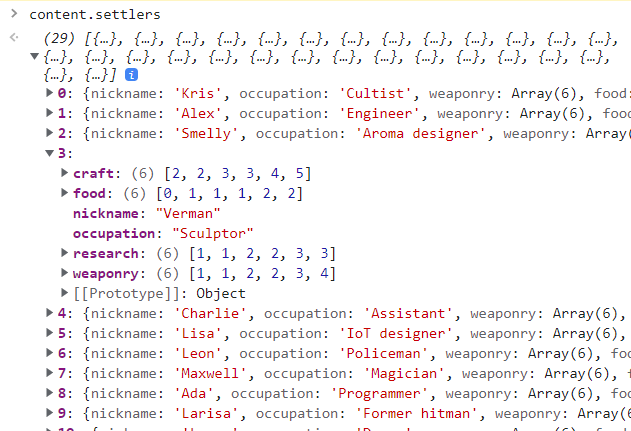 > content.settlers
(29) [{…}, {…}, {…}, {…}, {…}, {…}, {…}, {…}, {…}, {…}, {…}, {…}, {…},
{…}, {…}, {…}, {…}, {…}, {…}, {…}, {…}, {…}, {…}, {…}, {…}, {…}, {…},
{…}, {…}] i
0: {nickname: 'Kris', occupation: 'Cultist', weaponry: Array(6), food:
1: {nickname: 'Alex', occupation: 'Engineer', weaponry: Array(6), foo
2: {nickname: 'Smelly', occupation: 'Aroma designer', weaponry: Array(
3:
craft: (6) [2, 2, 3, 3, 4, 5]
food: (6) [0, 1, 1, 1, 2, 2]
nickname: "Verman"
occupation: "Sculptor"
research: (6) [1, 1, 2, 2, 3, 3]
weaponry: (6) [1, 1, 2, 2, 3, 4]
[[Prototype]]: Object
4: {nickname: 'Charlie', occupation: 'Assistant', weaponry: Array(6),
5: {nickname: 'Lisa', occupation: 'IoT designer', weaponry: Array(6),
6: {nickname: 'Leon', occupation: 'Policeman', weaponry: Array(6), foo
7: {nickname: 'Maxwell', occupation: 'Magician', weaponry: Array(6),
8: {nickname: 'Ada', occupation: 'Programmer', weaponry: Array(6), foo
9: {nickname: 'Larisa', occupation: 'Former hitman', weaponry: Array(6